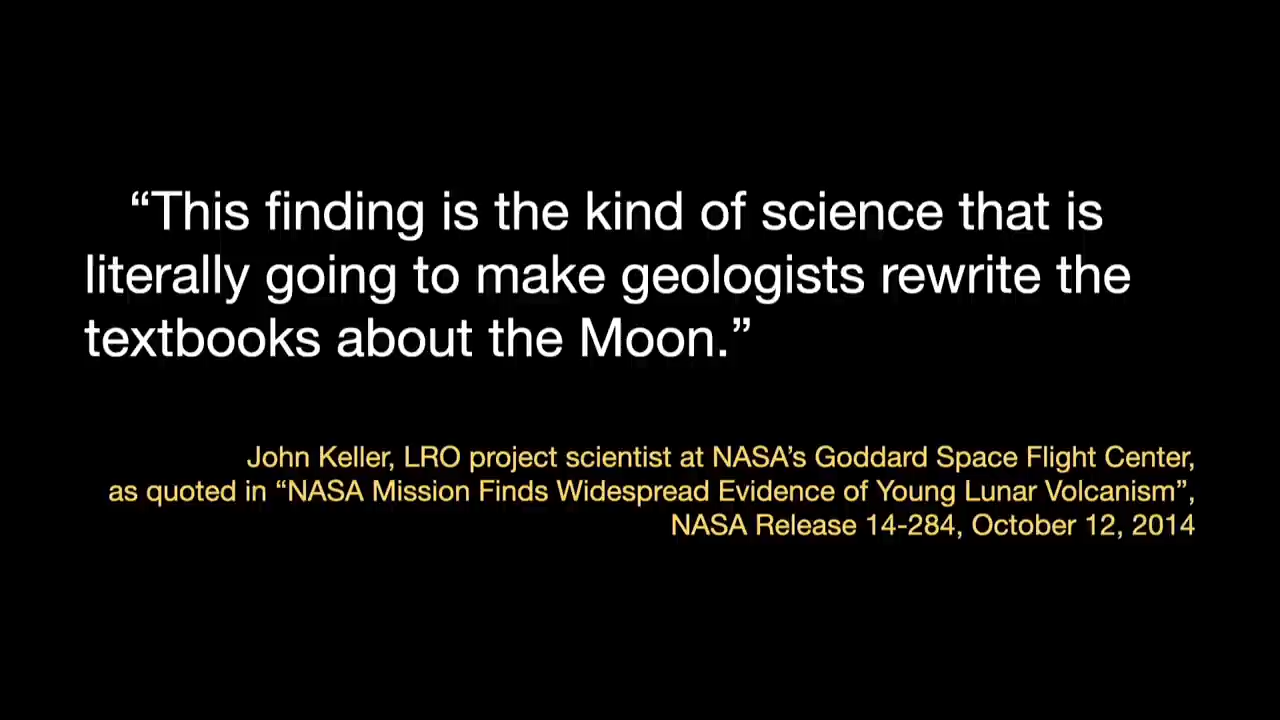 “This finding is the kind of science that is
literally going to make geologists rewrite the
textbooks about the Moon.”
John Keller, LRO project scientist at NASA’s Goddard Space Flight Center,
as quoted in “NASA Mission Finds Widespread Evidence of Young Lunar Volcanism”,
NASA Release 14-284, October 12, 2014